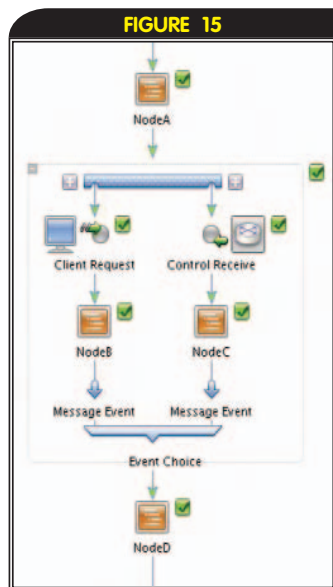 FIGURE 15
NodeA
Client Request
Control Receive
NodeB
NodeC
Message Event
Message Event
Event Choice
NodeD